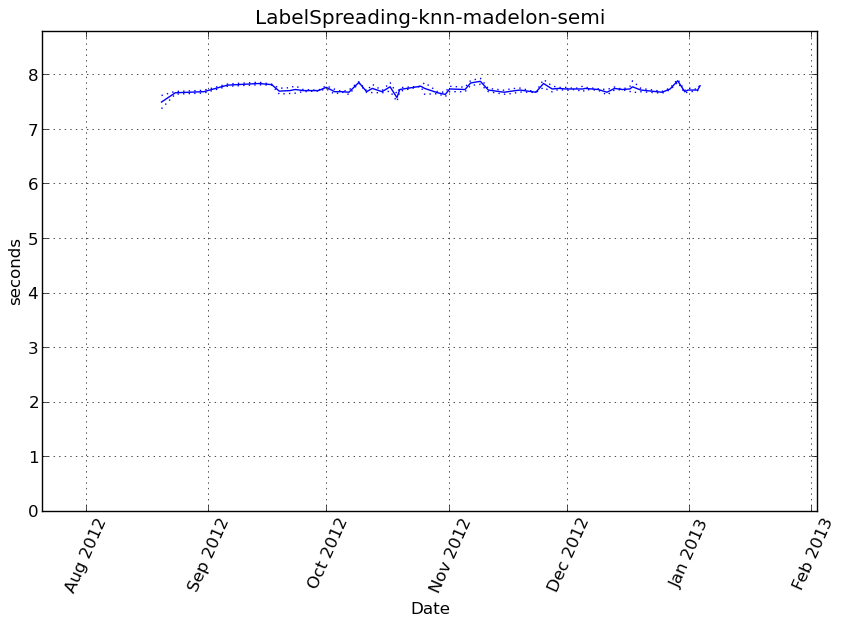 LabelSpreading-knn-madelon-semi
8
7
6
5
4
3
2
1
0
seconds
Aug 2012
Sep 2012
Oct 2012
Nov 2012
Dec 2012
Jan 2013
Feb 2013
Date